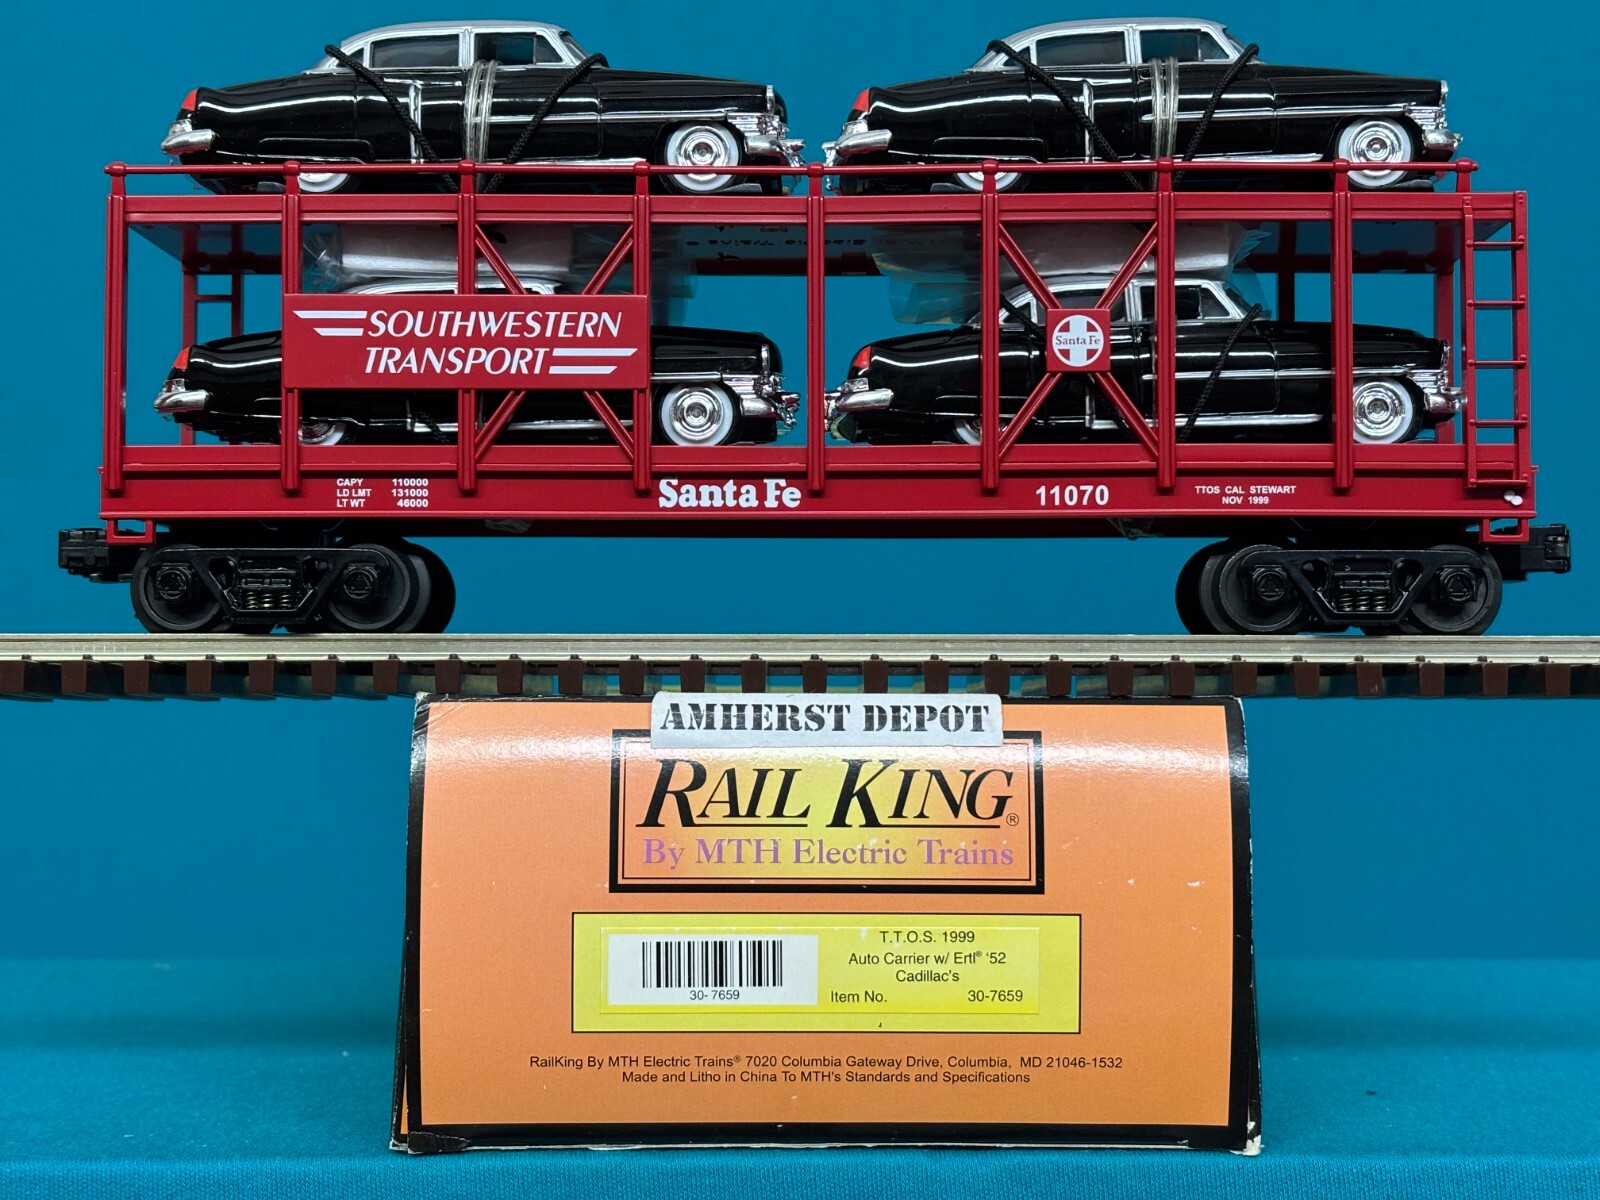 SOUTHWESTERN
TRANSPORT
Santa Fe
CAPY 110000
LD LMT 131000
LT WT 46000
Santa Fe
11070
TTOS CAL STEWART
NOV 1999
AMHERST DEPOT
RAIL KING®
By MTH Electric Trains
30-7659
T.T.O.S. 1999
Auto Carrier w/ Ertl® '52
Cadillac's
Item No. 30-7659
RailKing By MTH Electric Trains® 7020 Columbia Gateway Drive, Columbia, MD 21046-1532
Made and Litho in China To MTH's Standards and Specifications